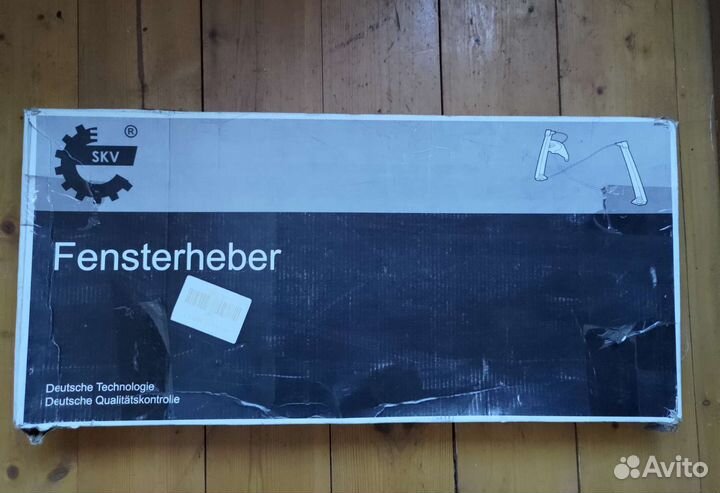 ®
SKV
Fensterheber
Deutsche Technologie
Deutsche Qualitätskontrolle
Avito